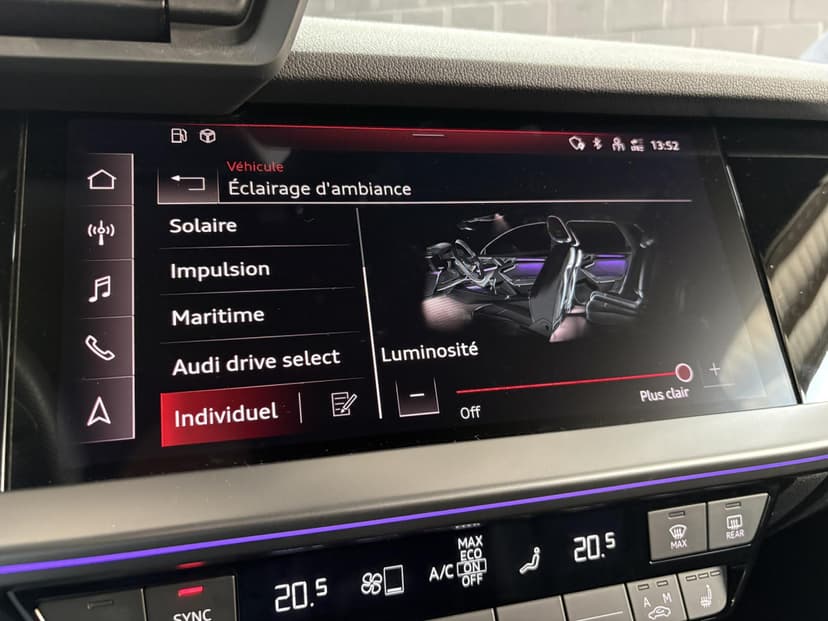 13:52
Véhicule
Éclairage d'ambiance
Solaire
Impulsion
Maritime
Audi drive select
Individuel
Luminosité
Off
Plus clair
MAX
REAR
SYNC
20.5
A/C
MAX
ECO
ON
OFF
20.5
A M